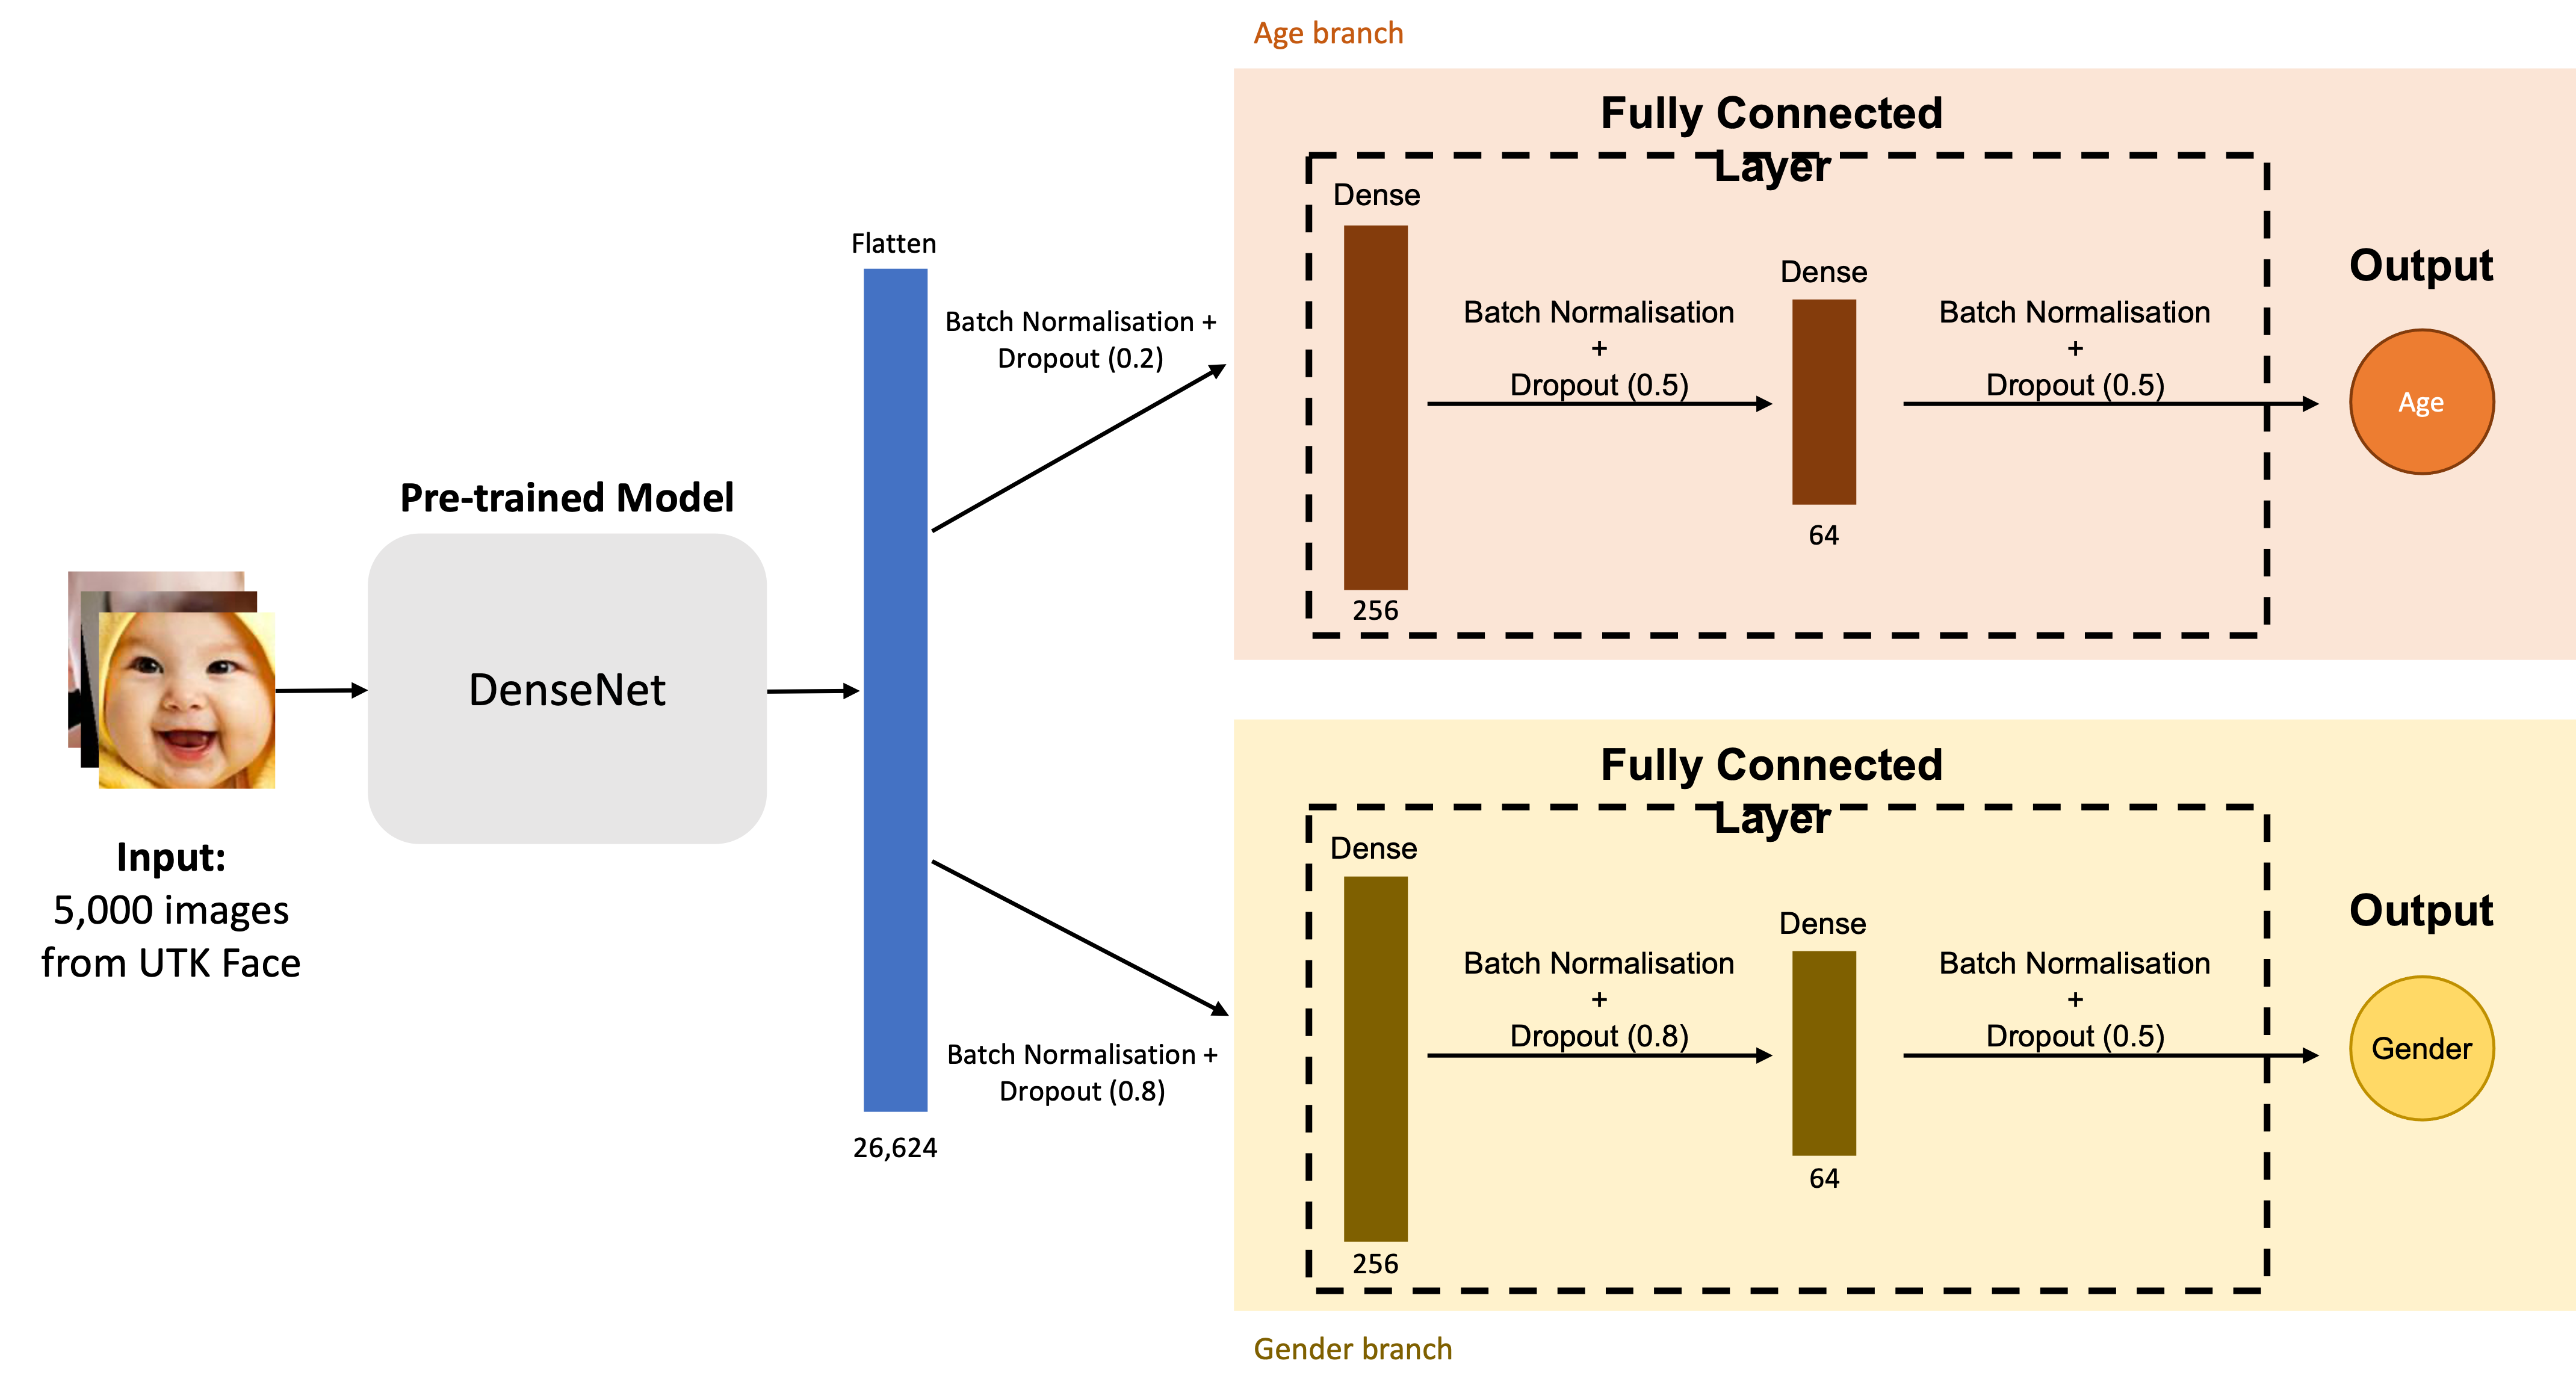 Age branch
Fully Connected
Layer
Dense
Flatten
Dense
Output
Batch Normalisation +
Dropout (0.2)
Batch Normalisation
+
Dropout (0.5)
Batch Normalisation
+
Dropout (0.5)
Age
Pre-trained Model
64
256
DenseNet
Fully Connected
Layer
Dense
Input:
5,000 images
from UTK Face
Dense
Output
Batch Normalisation
+
Dropout (0.8)
Batch Normalisation
+
Dropout (0.5)
Gender
Batch Normalisation +
Dropout (0.8)
26,624
64
256
Gender branch